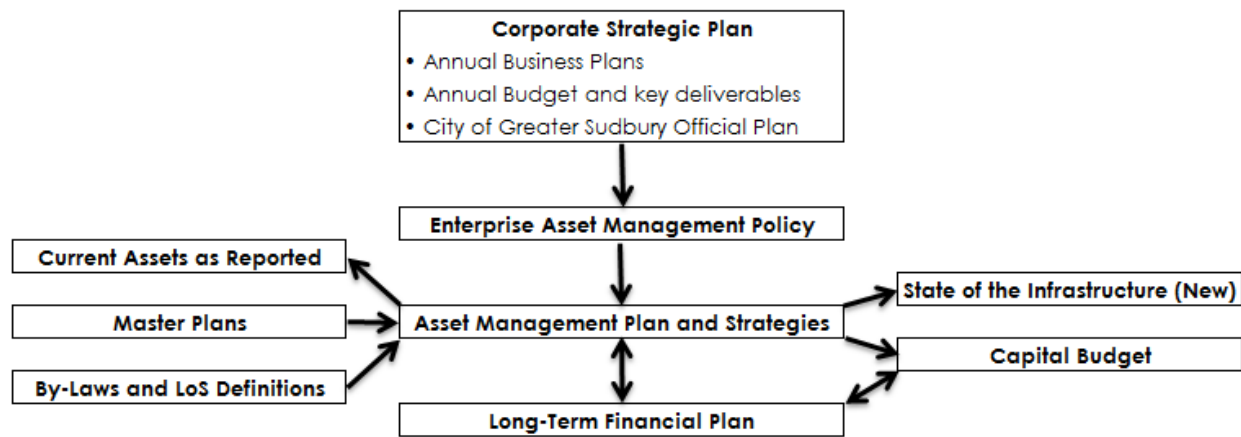 Corporate Strategic Plan
• Annual Business Plans
• Annual Budget and key deliverables
• City of Greater Sudbury Official Plan
Enterprise Asset Management Policy
Current Assets as Reported
State of the Infrastructure (New)
Master Plans
Asset Management Plan and Strategies
Capital Budget
By-Laws and LoS Definitions
Long-Term Financial Plan